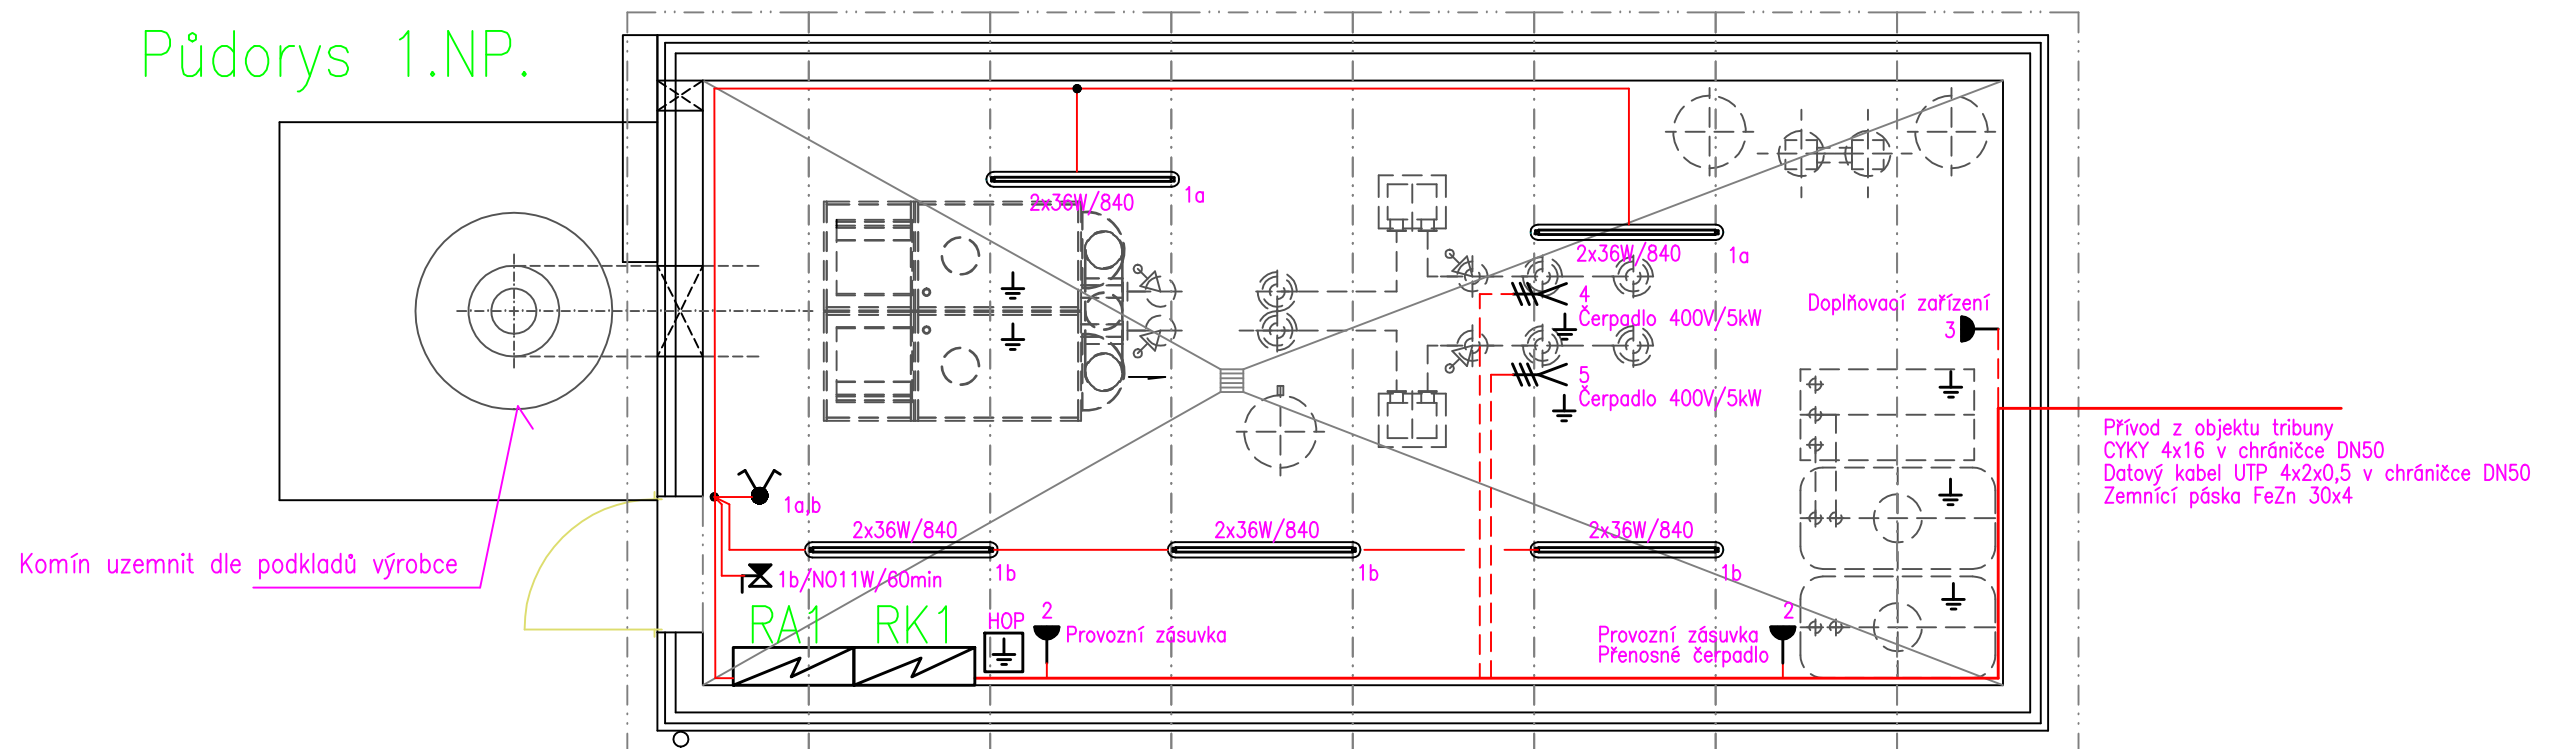 Půdorys 1.NP.
2x36W/840
1a
2x36W/840
1a
4
Čerpadlo 400V/5kW
Doplňovací zařízení
3
5
Čerpadlo 400V/5kW
Přívod z objektu tribuny
CYKY 4x16 v chráničce DN50
Datový kabel UTP 4x2x0,5 v chráničce DN50
Zemnící páska FeZn 30x4
1a,b
2x36W/840
2x36W/840
2x36W/840
Komín uzemnit dle podkladů výrobce
1b/NO11W/60min
1b
1b
1b
RA1
RK1
HOP
2
Provozní zásuvka
2
Provozní zásuvka
Přenosné čerpadlo